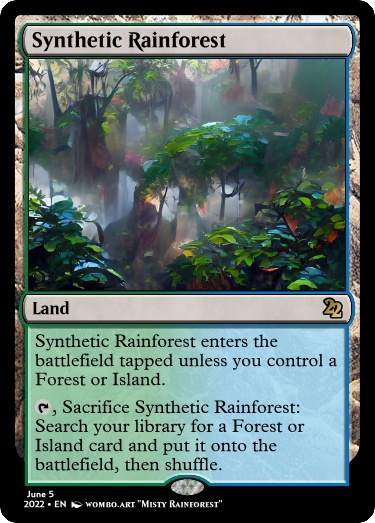 Synthetic Rainforest
Land
22
Synthetic Rainforest enters the
battlefield tapped unless you control a
Forest or Island.
, Sacrifice Synthetic Rainforest:
Search your library for a Forest or
Island card and put it onto the
battlefield, then shuffle.
June 5
2022 • EN wombo.art "Misty Rainforest"